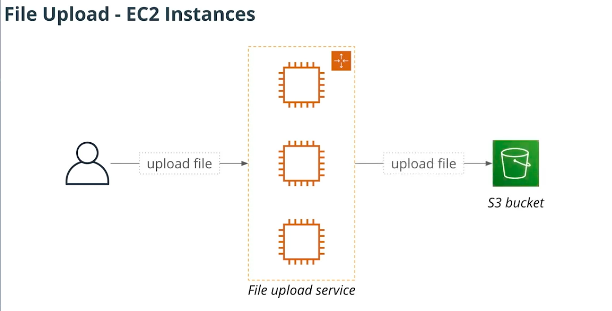 File Upload - EC2 Instances
upload file
upload file
S3 bucket
File upload service